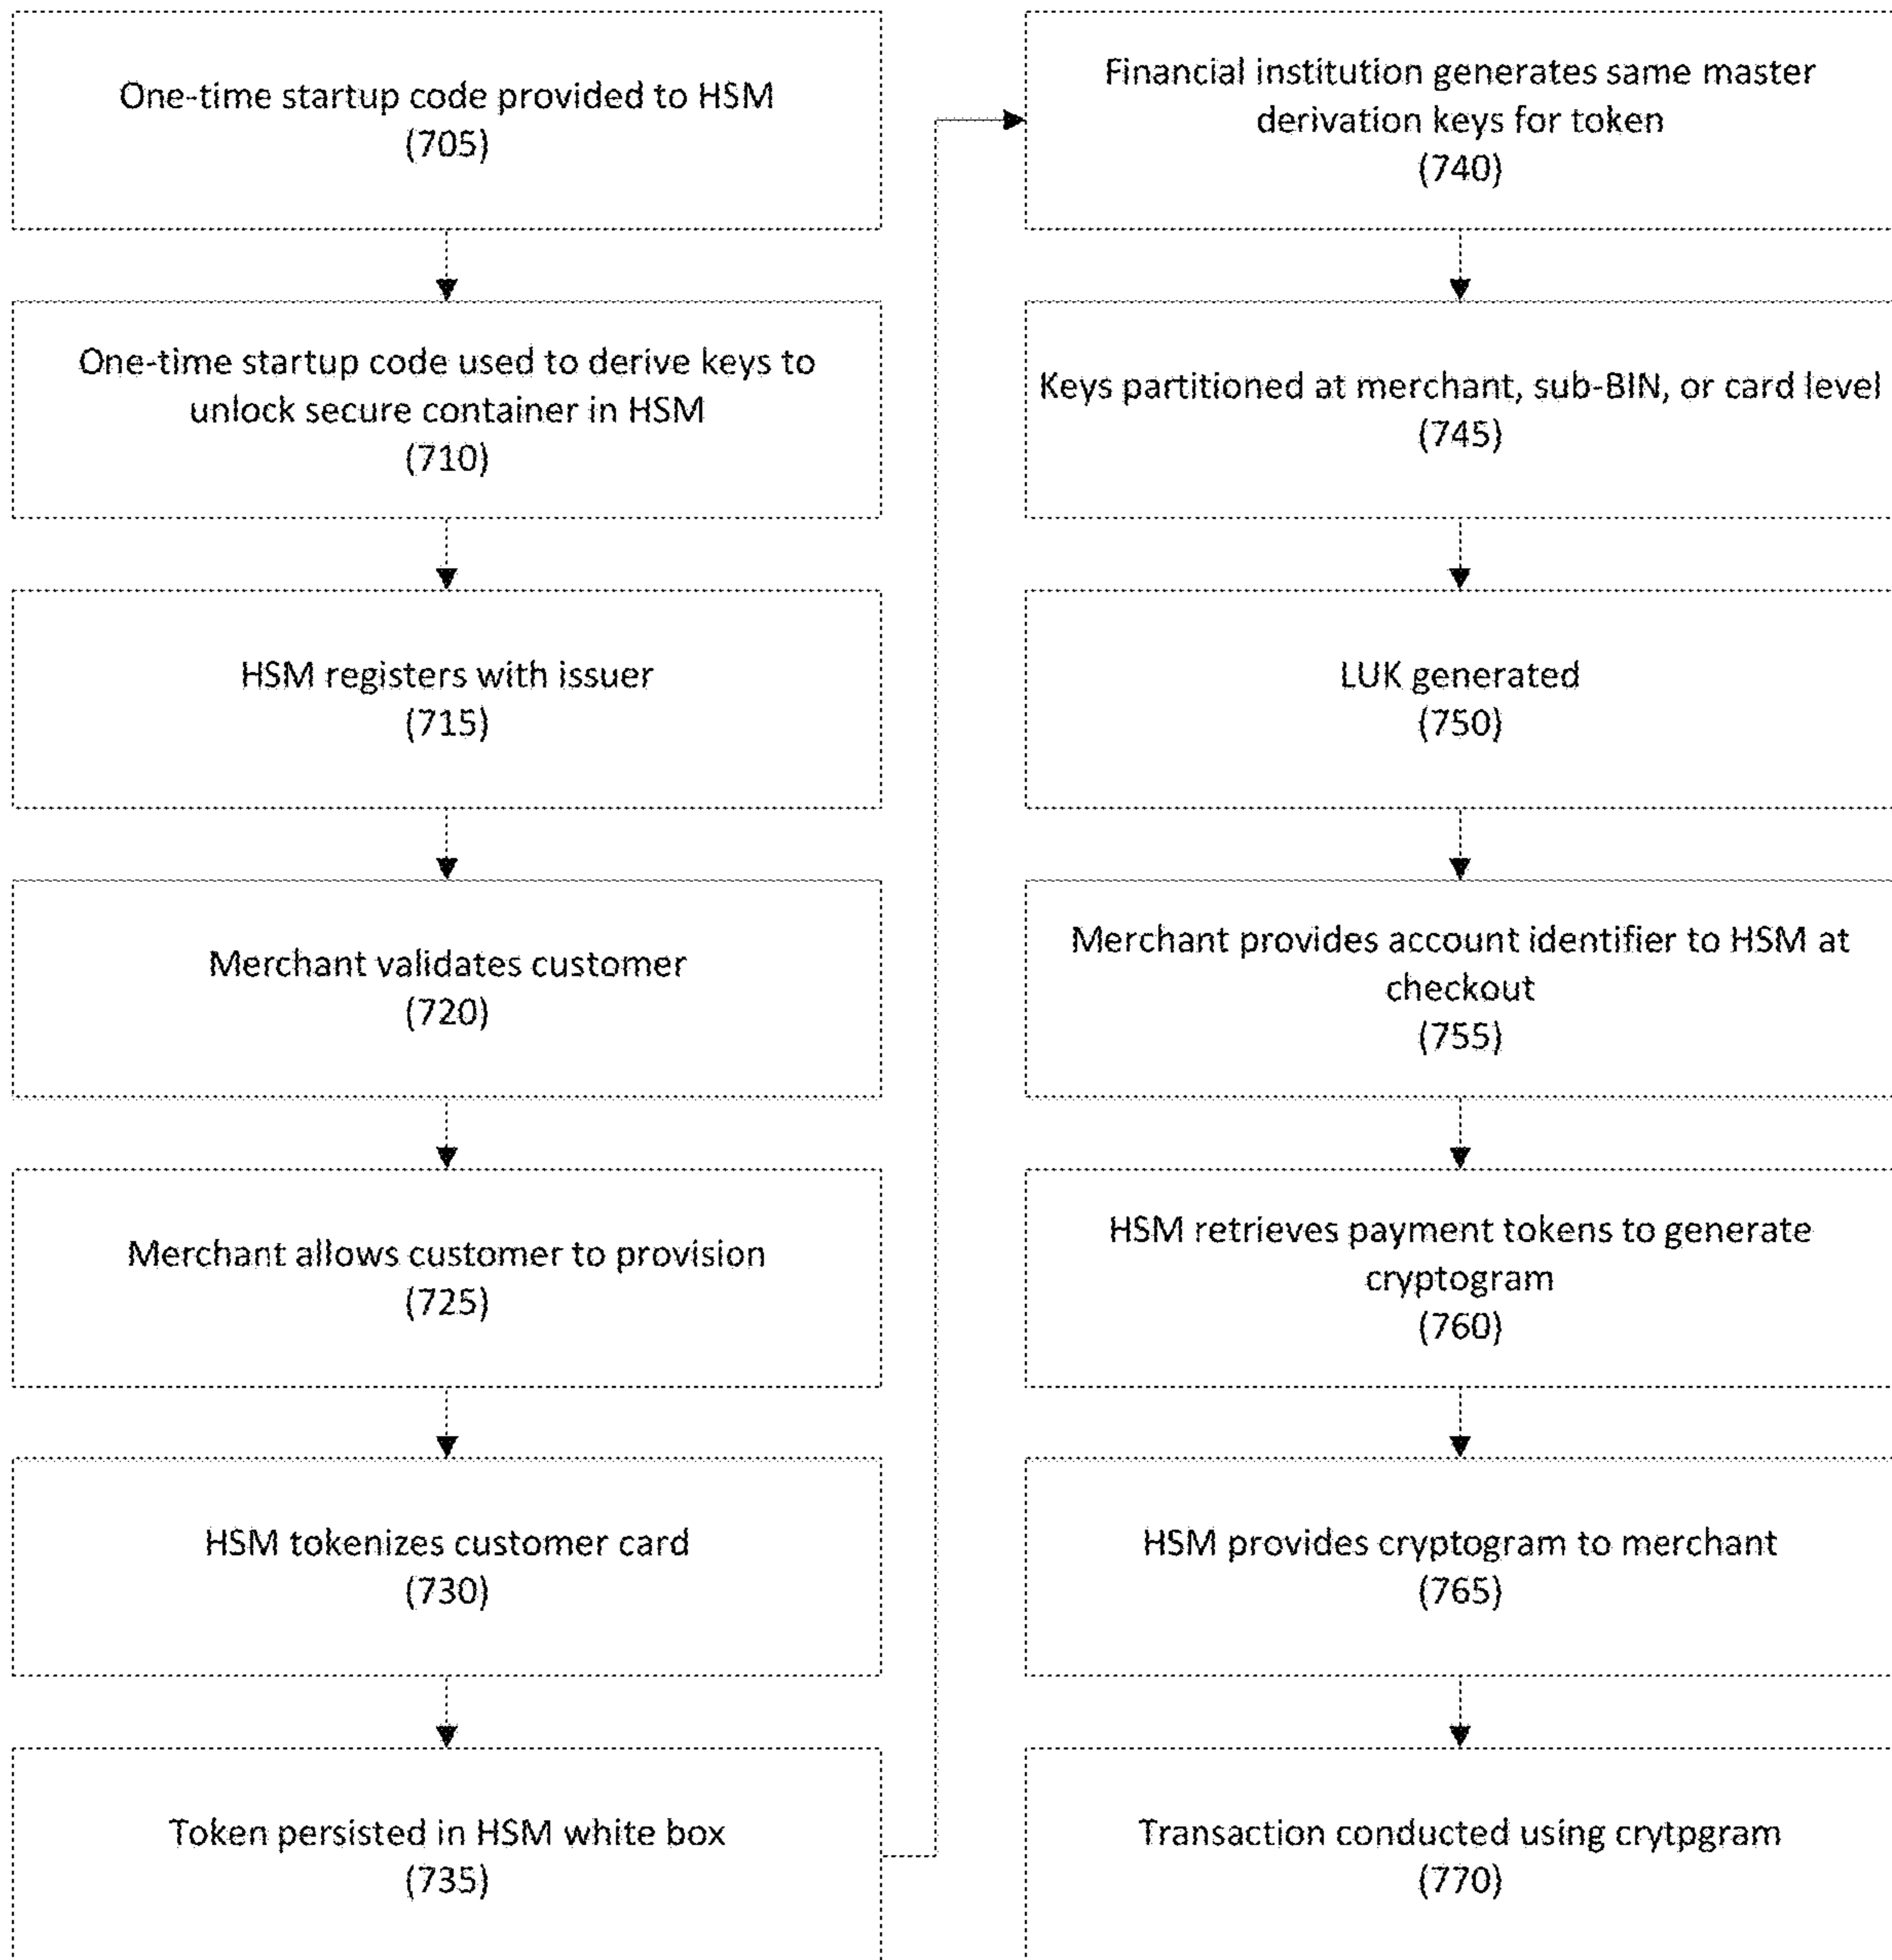 One-time startup code provided to HSM
(705)
One-time startup code used to derive keys to
unlock secure container in HSM
(710)
HSM registers with issuer
(715)
Merchant validates customer
(720)
Merchant allows customer to provision
(725)
HSM tokenizes customer card
(730)
Token persisted in HSM white box
(735)
Financial institution generates same master
derivation keys for token
(740)
Keys partitioned at merchant, sub-BIN, or card level
(745)
LUK generated
(750)
Merchant provides account identifier to HSM at
checkout
(755)
HSM retrieves payment tokens to generate
cryptogram
(760)
HSM provides cryptogram to merchant
(765)
Transaction conducted using crytpgram
(770)